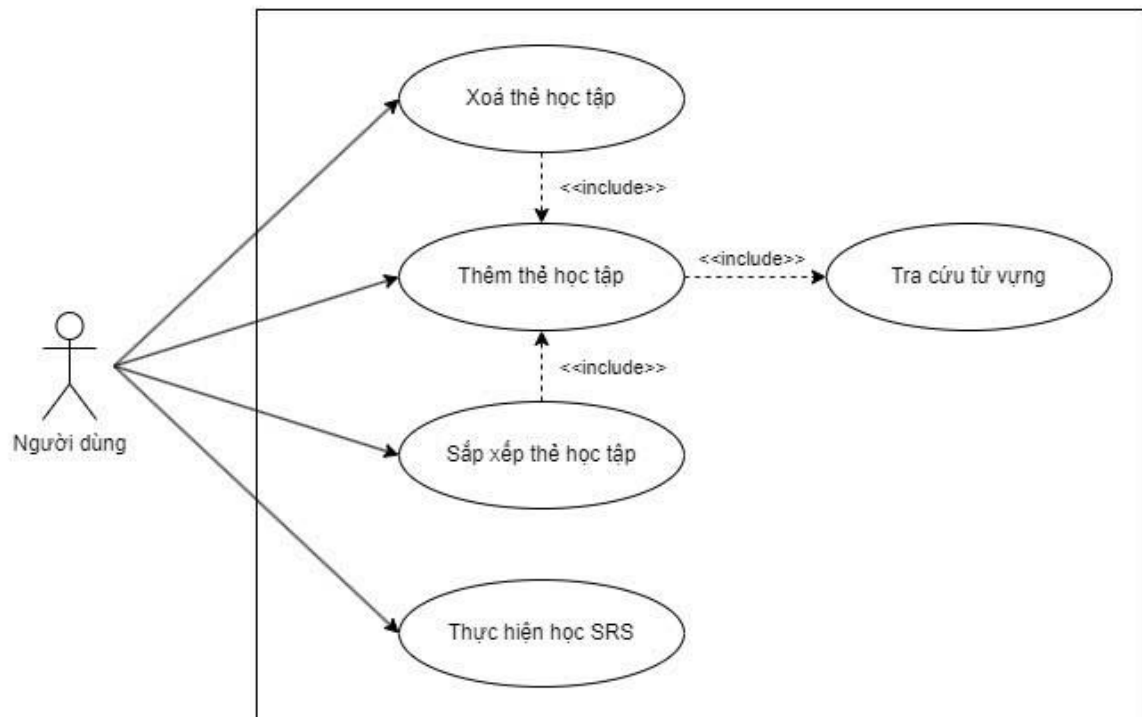 Xoá thẻ học tập
<<include>>
Thêm thẻ học tập
<<include>>
Tra cứu từ vựng
<<include>>
Sắp xếp thẻ học tập
Người dùng
Thực hiện học SRS